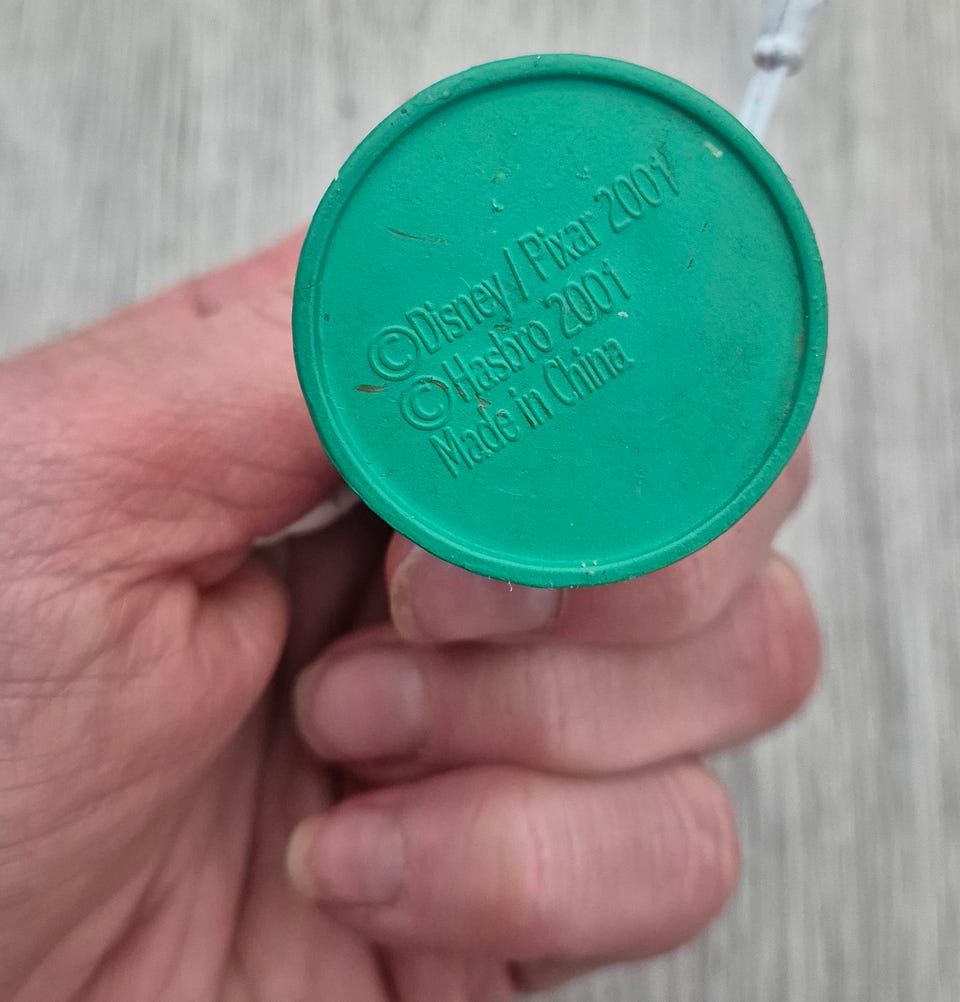 ©Disney / Pixar 2001
©Hasbro 2001
Made in China